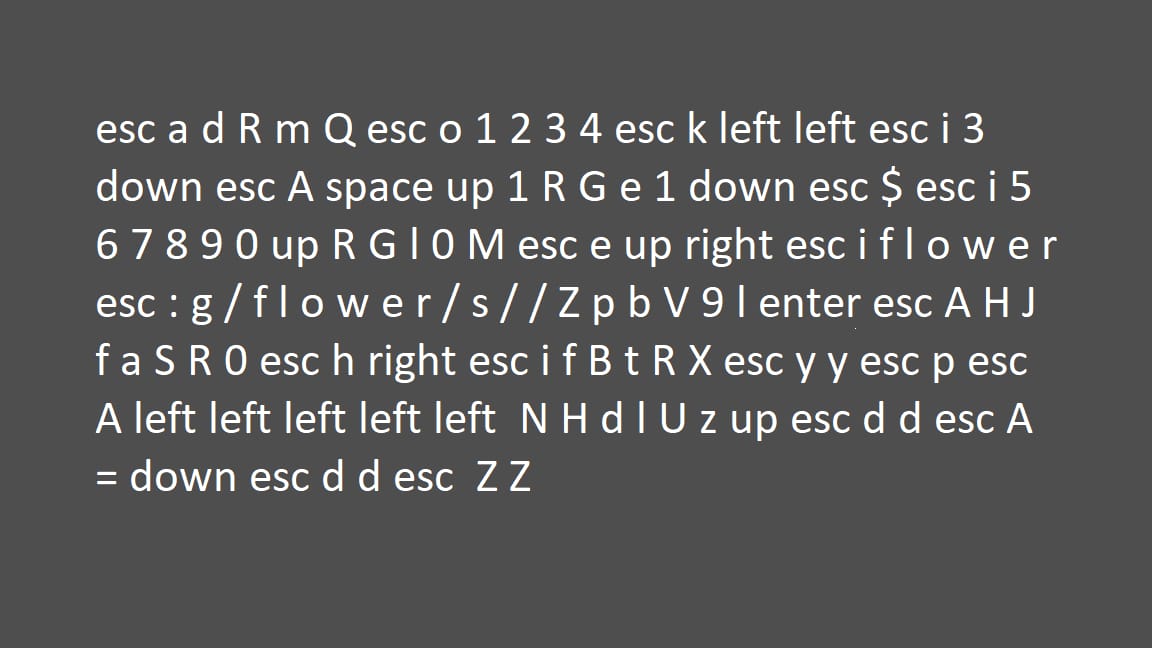 esc a d R m Q esc o 1 2 3 4 esc k left left esc i 3
down esc A space up 1 R G e 1 down esc $ esc i 5
6 7 8 9 0 up R G l 0 M esc e up right esc i f l o w e r
esc : g / f l o w e r / s / / Z p b V 9 l enter esc A H J
f a S R 0 esc h right esc i f B t R X esc y y esc p esc
A left left left left left  N H d l U z up esc d d esc A
= down esc d d esc  Z Z